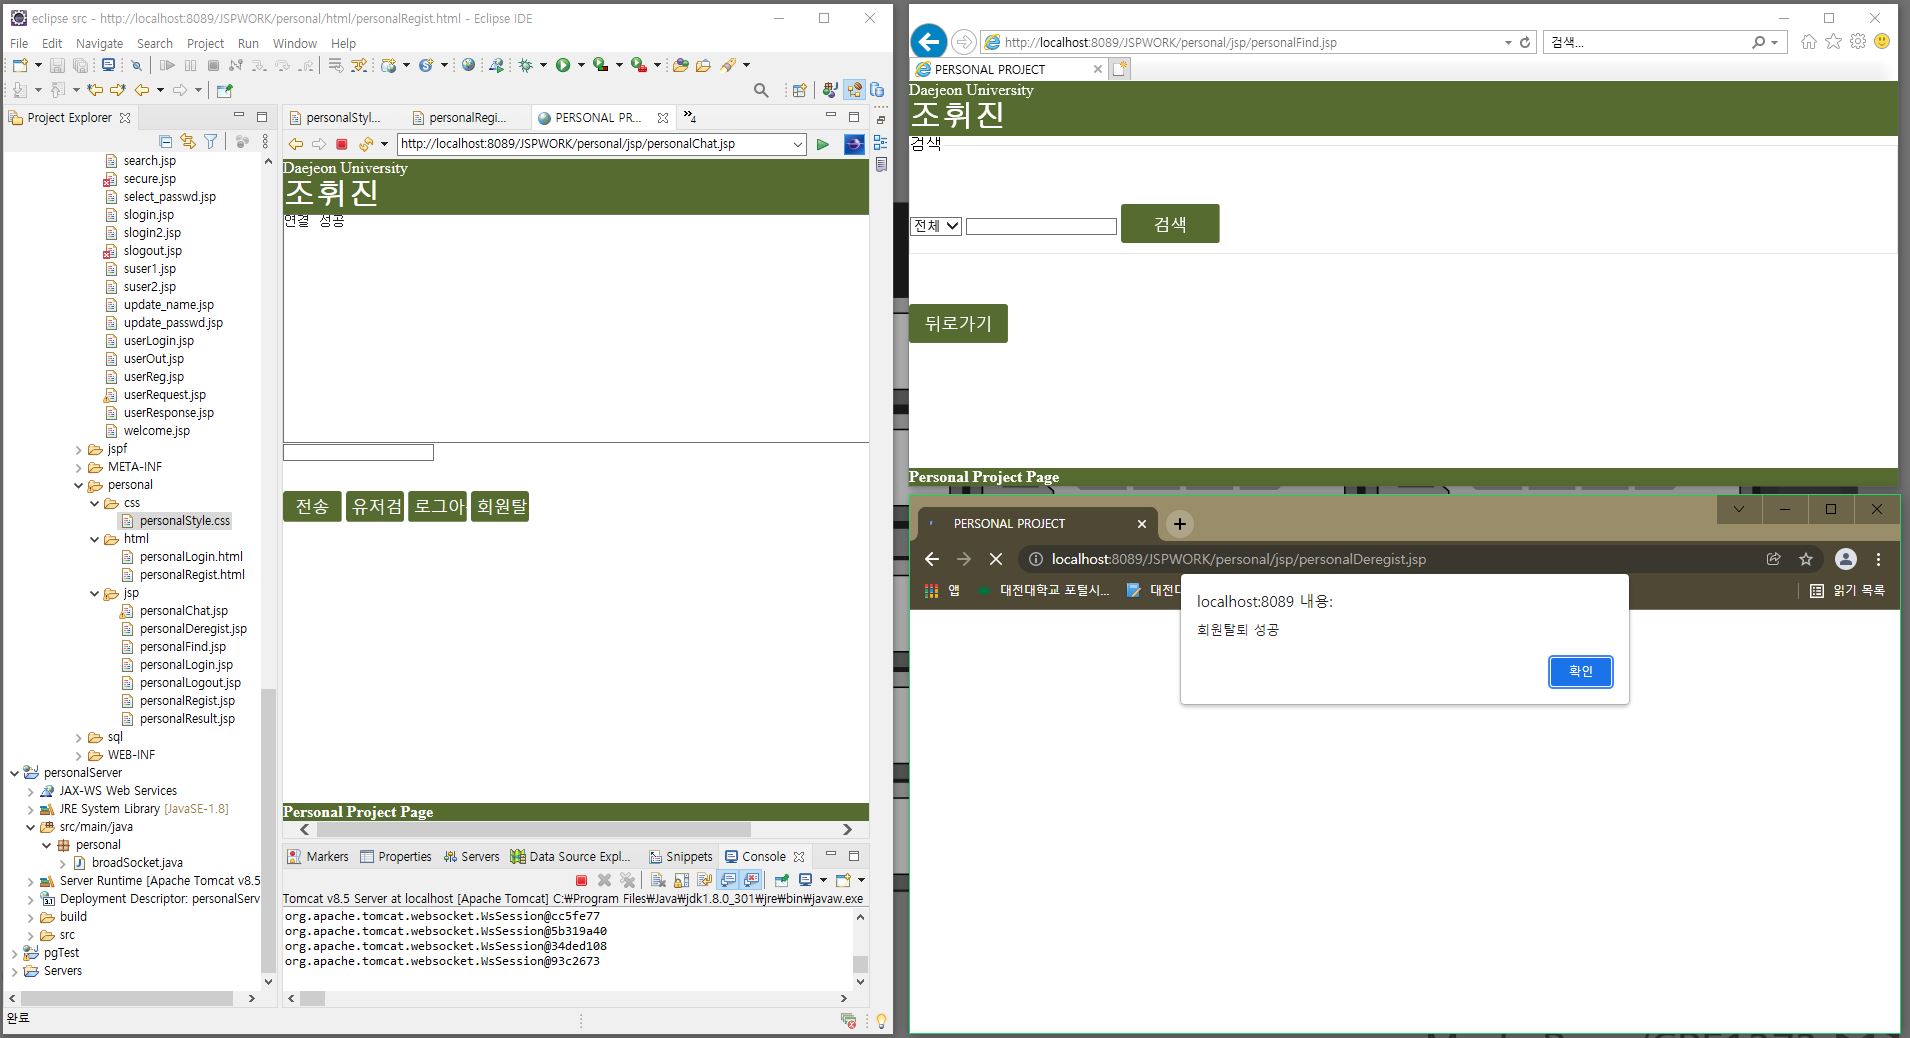 eclipse src - http://localhost:8089/JSPWORK/personal/html/personalRegist.html - Eclipse IDE
File Edit Navigate Search Project Run Window Help
Project Explorer
search.jsp
secure.jsp
select_passwd.jsp
slogin.jsp
slogin2.jsp
slogout.jsp
suser1.jsp
suser2.jsp
update_name.jsp
update_passwd.jsp
userLogin.jsp
userOut.jsp
userReg.jsp
userRequest.jsp
userResponse.jsp
welcome.jsp
jspf
META-INF
personal
css
personalStyle.css
html
personalLogin.html
personalRegist.html
jsp
personalChat.jsp
personalDeregist.jsp
personalFind.jsp
personalLogin.jsp
personalLogout.jsp
personalRegist.jsp
personalResult.jsp
sql
WEB-INF
personalServer
JAX-WS Web Services
JRE System Library [JavaSE-1.8]
src/main/java
personal
broadSocket.java
Server Runtime [Apache Tomcat v8.5
Deployment Descriptor: personalServ
build
src
pgTest
Servers
완료
personalStyl... personalRegi... PERSONAL PR... 4
http://localhost:8089/JSPWORK/personal/jsp/personalChat.jsp
Daejeon University
조휘진
연결 성공
전송 유저검 로그아 회원탈
Personal Project Page
Markers Properties Servers Data Source Expl... Snippets Console
Tomcat v8.5 Server at localhost [Apache Tomcat] C:₩Program Files₩Java₩jdk1.8.0_301₩jre₩bin₩javaw.exe
org.apache.tomcat.websocket.WsSession@cc5fe77
org.apache.tomcat.websocket.WsSession@5b319a40
org.apache.tomcat.websocket.WsSession@34ded108
org.apache.tomcat.websocket.WsSession@93c2673
http://localhost:8089/JSPWORK/personal/jsp/personalFind.jsp 검색...
PERSONAL PROJECT
Daejeon University
조휘진
검색
전체 검색
뒤로가기
Personal Project Page
PERSONAL PROJECT
localhost:8089/JSPWORK/personal/jsp/personalDeregist.jsp
앱 대전대학교 포털시... 대전대 읽기 목록
localhost:8089 내용:
회원탈퇴 성공
확인